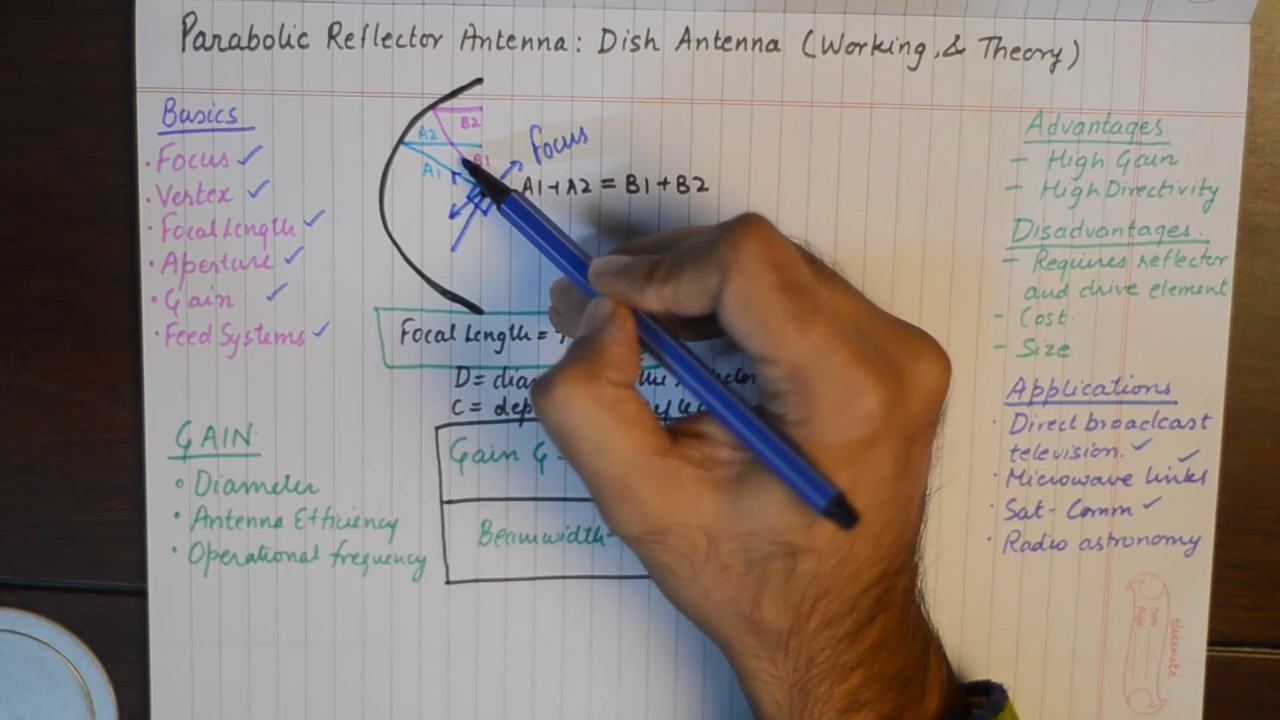 Parabolic Reflector Antenna: Dish Antenna (Working, & Theory)
Basics
· Focus ✓
· Vertex ✓
· Focal Length ✓
· Aperture ✓
· Gain ✓
· Feed Systems ✓
GAIN
· Diameter
· Antenna Efficiency
· Operational frequency
B2
A2
B1
A1
Focus
A1+A2 = B1+B2
Focal Length =
D =
C =
Gain G
Beamwidth
Advantages
- High Gain
- High Directivity
Disadvantages.
- Requires reflector
and drive element
- Cost.
- Size
Applications
· Direct broadcast
television. ✓
· Microwave links ✓
· Sat-Comm ✓
· Radio astronomy
classmate